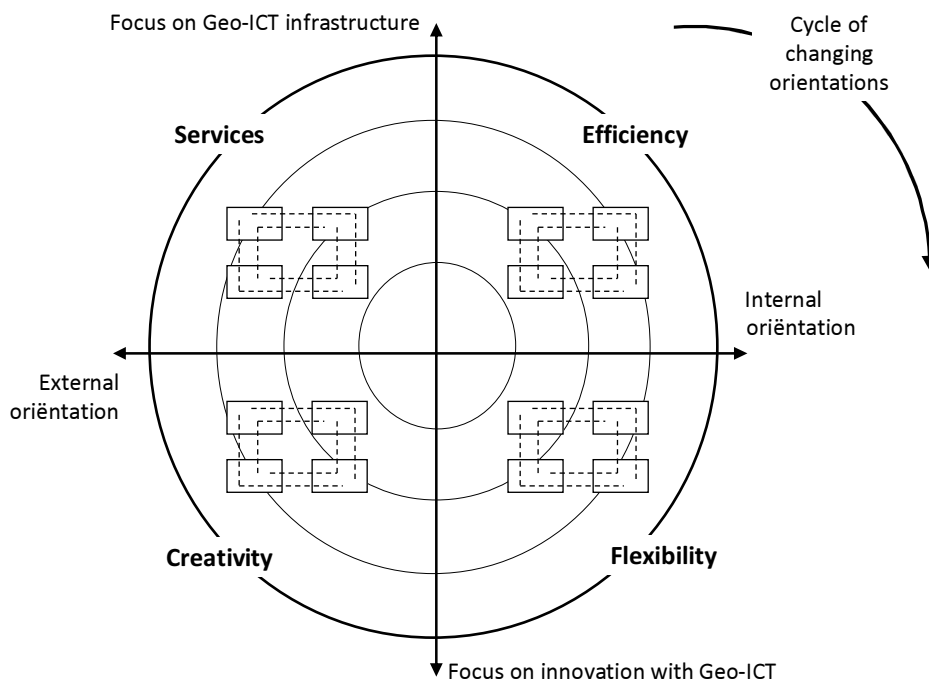 Focus on Geo-ICT infrastructure
Cycle of
changing
orientations
Services
Efficiency
Internal
oriëntation
External
oriëntation
Creativity
Flexibility
Focus on innovation with Geo-ICT